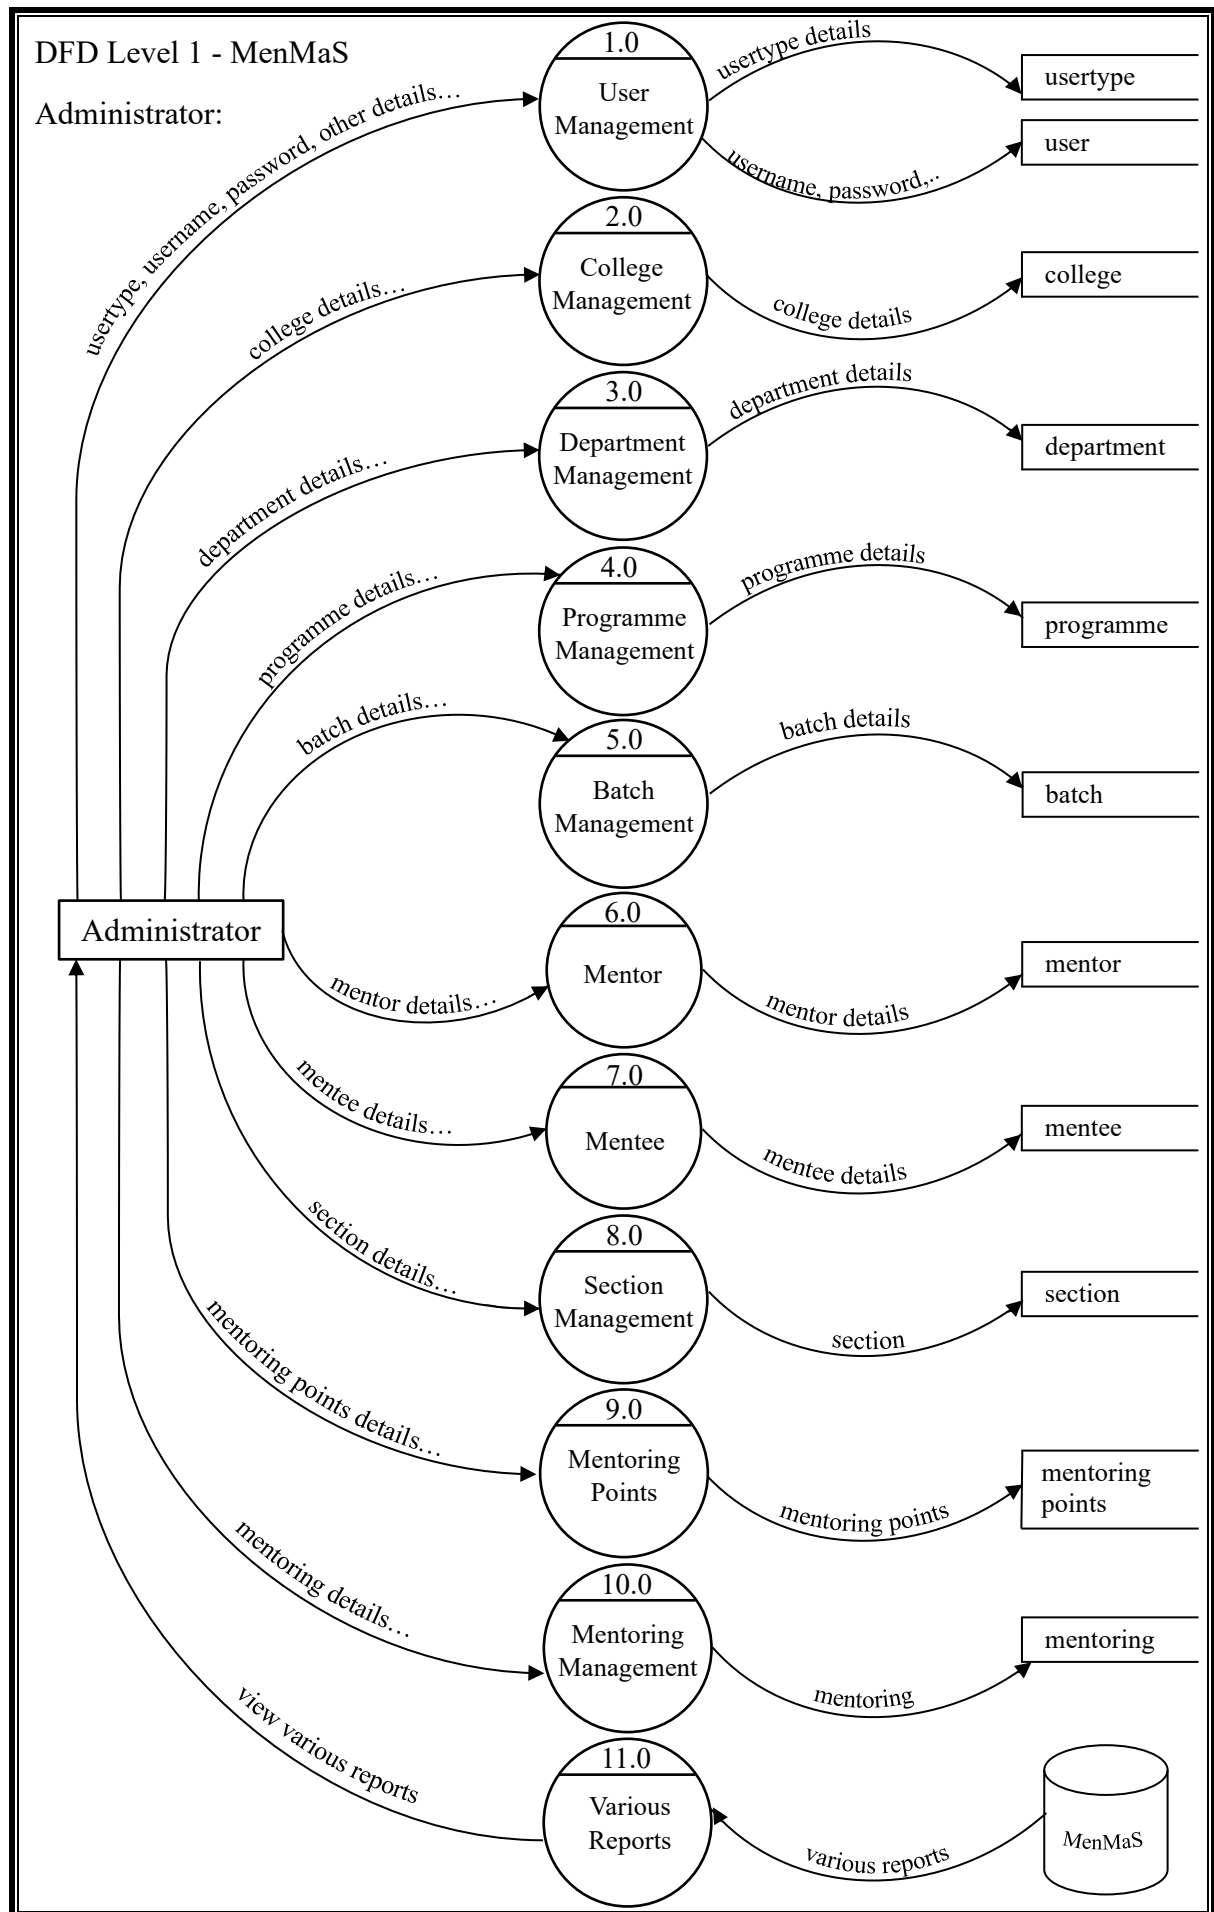 DFD Level 1 - MenMaS
Administrator:
usertype, username, password, other details…
1.0
User
Management
usertype details
usertype
username, password,..
user
college details…
2.0
College
Management
college details
college
department details…
3.0
Department
Management
department details
department
programme details…
4.0
Programme
Management
programme details
programme
batch details…
5.0
Batch
Management
batch details
batch
Administrator
mentor details…
6.0
Mentor
mentor details
mentor
mentee details…
7.0
Mentee
mentee details
mentee
section details…
8.0
Section
Management
section
section
mentoring points details…
9.0
Mentoring
Points
mentoring points
mentoring
points
mentoring details…
10.0
Mentoring
Management
mentoring
mentoring
view various reports
11.0
Various
Reports
various reports
MenMaS